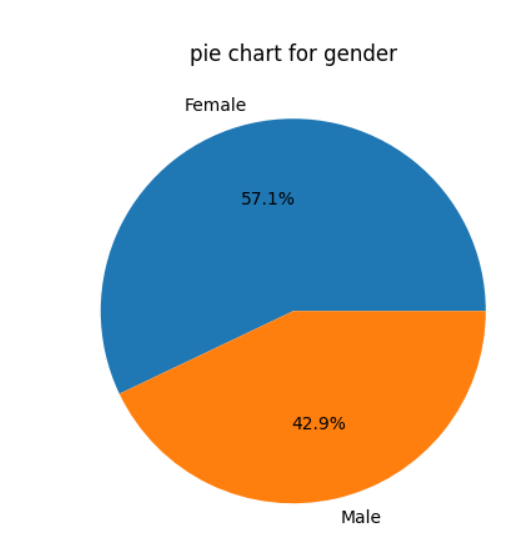 pie chart for gender
Female
57.1%
42.9%
Male